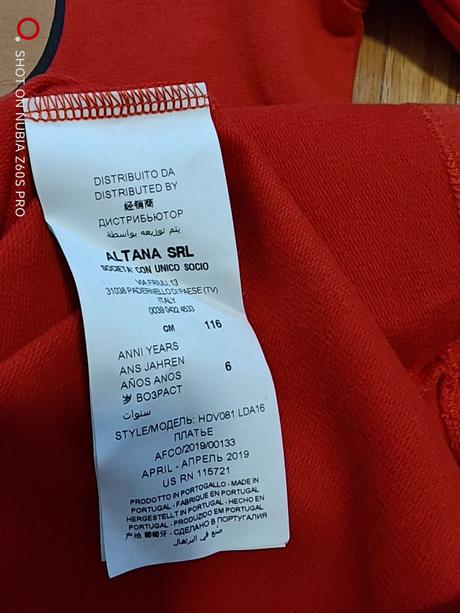 SHOT ON NUBIA Z60S PRO
DISTRIBUITO DA
DISTRIBUTED BY
经销商
ДИСТРИБЬЮТОР
يتم توزيعه بواسطة
ALTANA SRL
SOCIETA' CON UNICO SOCIO
VIA FRIULI, 13
31038 PADERNELLO DI PAESE (TV)
ITALY
0039 0422 4533
CM 116
ANNI YEARS
ANS JAHREN 6
AÑOS ANOS
岁 ВОЗРАСТ
سنوات
STYLE/МОДЕЛЬ: HDV081 LDA16
ПЛАТЬЕ
AFCO/2019/00133
APRIL - АПРЕЛЬ 2019
US RN 115721
PRODOTTO IN PORTOGALLO - MADE IN
PORTUGAL - FABRIQUE EN PORTUGAL -
HERGESTELLT IN PORTUGAL - HECHO EN
PORTUGAL - PRODUZIDO EM PORTUGAL
产地 葡萄牙 - СДЕЛАНО В ПОРТУГАЛИЯ
صنع في البرتغال